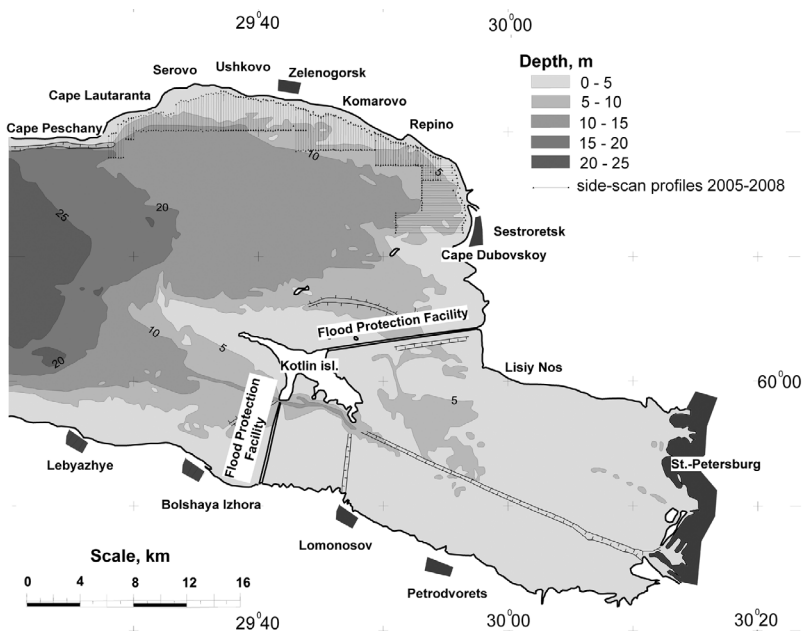 29°40
30°00
Serovo
Ushkovo
Zelenogorsk
Cape Lautaranta
Komarovo
Cape Peschany
Repino
Depth, m
0 - 5
5 - 10
10 - 15
15 - 20
20 - 25
side-scan profiles 2005-2008
10
5
25
20
Sestroretsk
Cape Dubovskoy
Flood Protection Facility
10
5
20
Kotlin isl.
Lisiy Nos
60°00
5
Flood Protection
Facility
St.-Petersburg
Lebyazhye
Bolshaya Izhora
Lomonosov
Petrodvorets
Scale, km
0 4 8 12 16
29°40
30°00
30°20